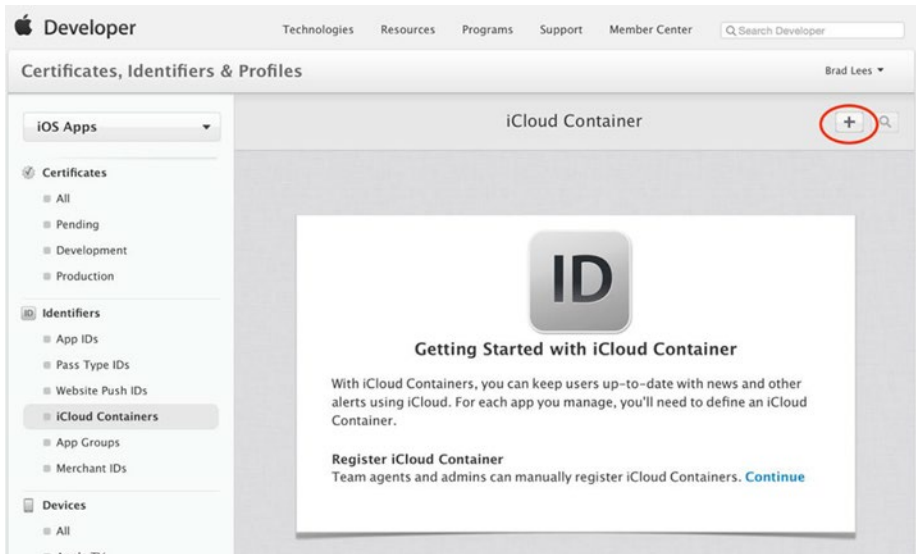 Developer
Technologies Resources Programs Support Member Center Search Developer
Certificates, Identifiers & Profiles
Brad Lees
iOS Apps
Certificates
All
Pending
Development
Production
ID Identifiers
App IDs
Pass Type IDs
Website Push IDs
iCloud Containers
App Groups
Merchant IDs
Devices
All
iCloud Container
+
ID
Getting Started with iCloud Container
With iCloud Containers, you can keep users up-to-date with news and other
alerts using iCloud. For each app you manage, you'll need to define an iCloud
Container.
Register iCloud Container
Team agents and admins can manually register iCloud Containers. Continue